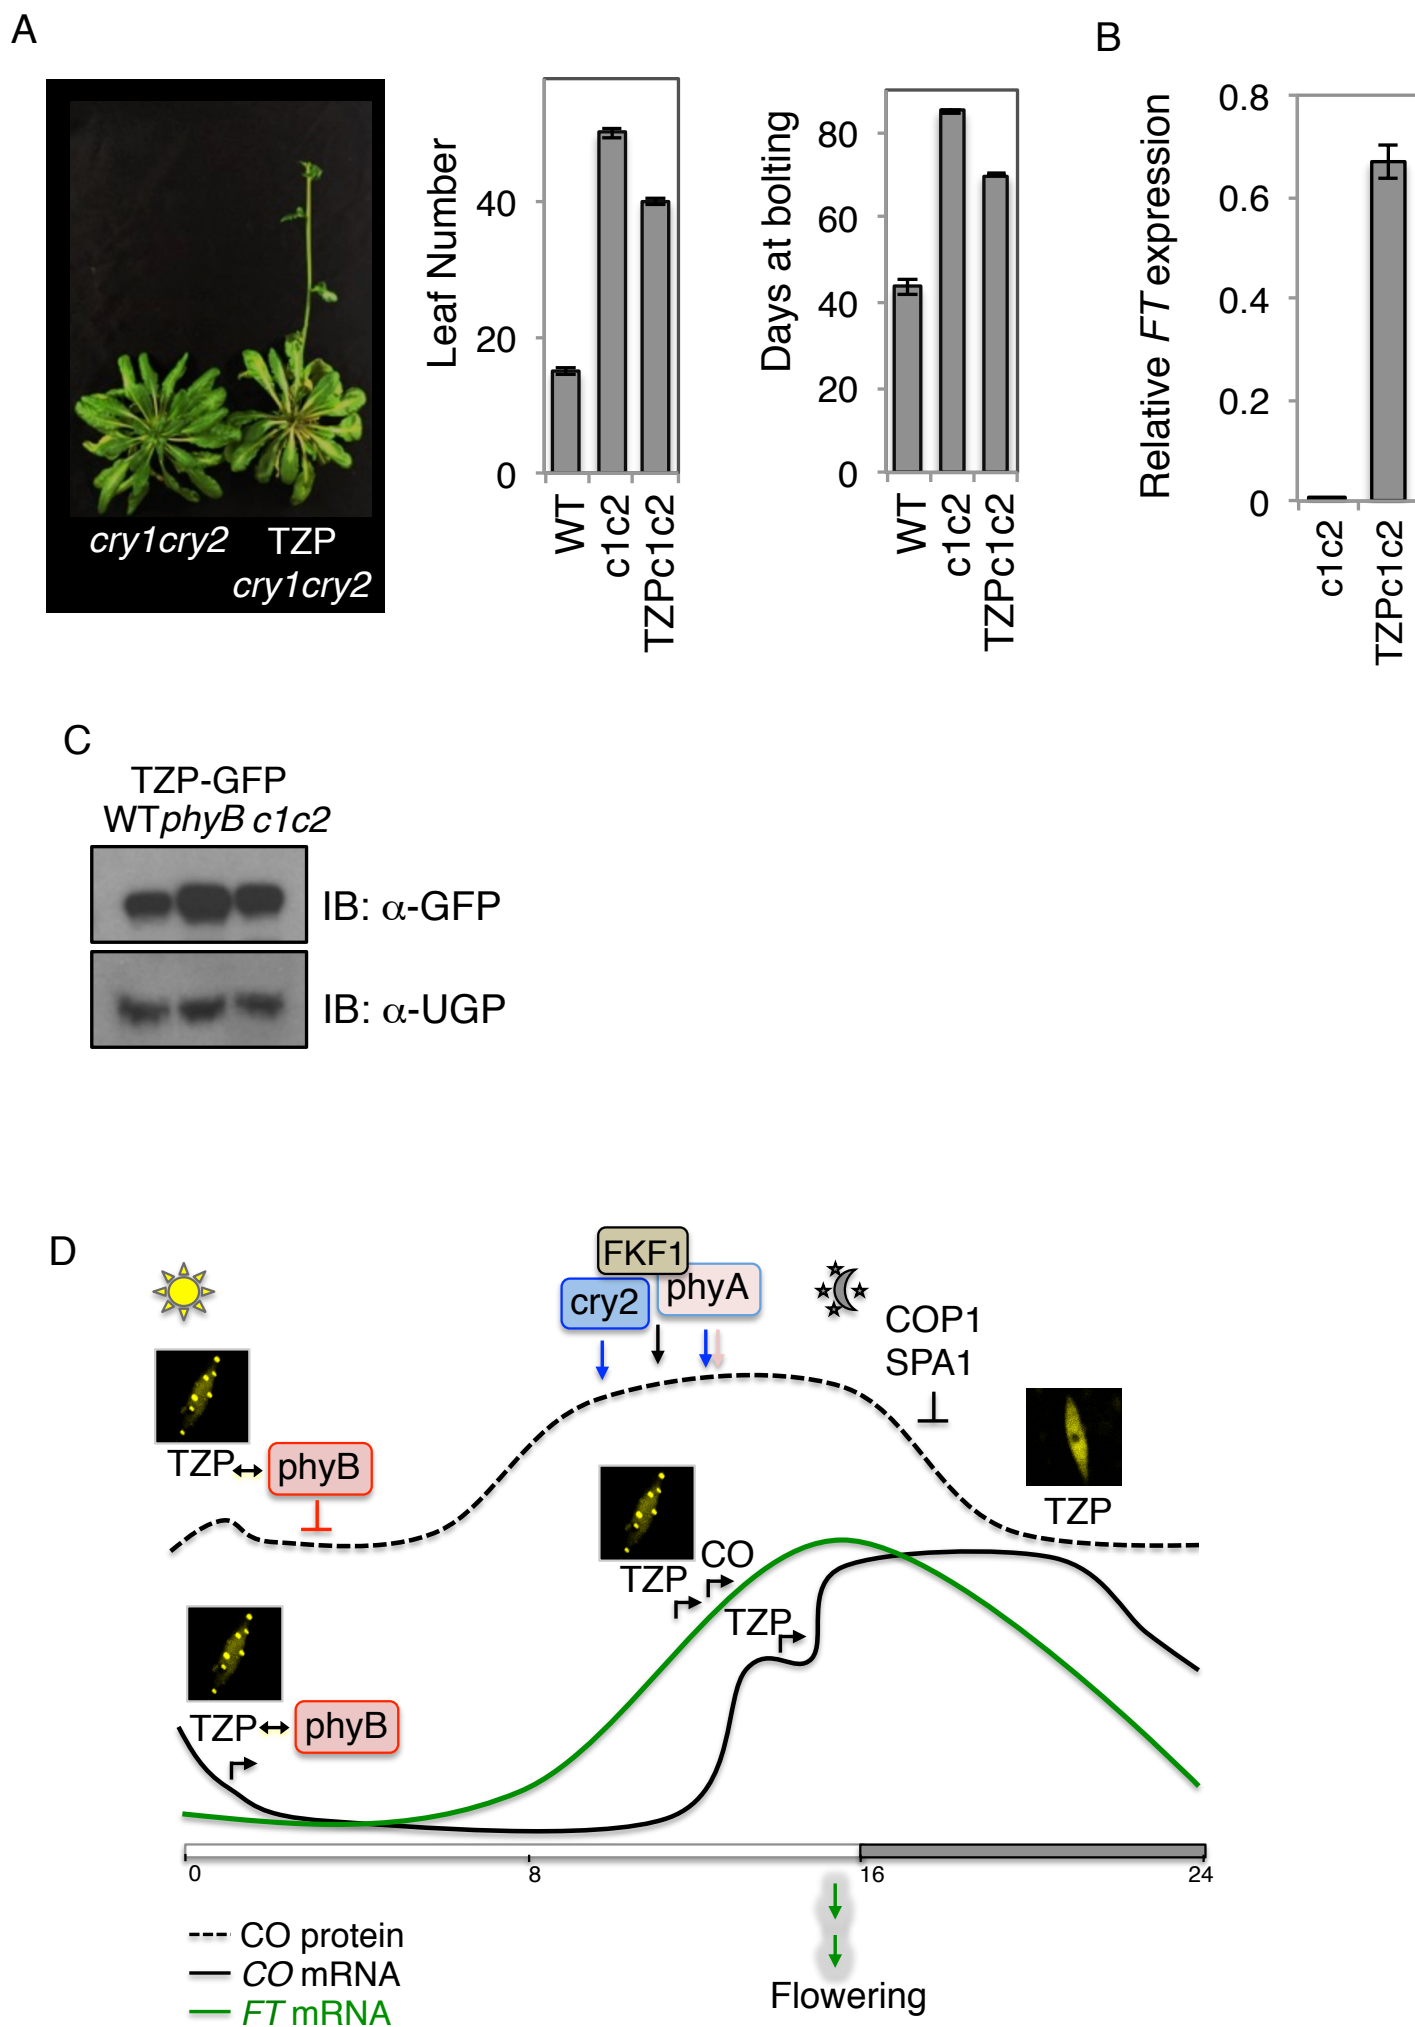 A
cry1cry2 TZP
cry1cry2
Leaf Number
40
20
0
WT
c1c2
TZPc1c2
Days at bolting
80
60
40
20
0
WT
c1c2
TZPc1c2
B
Relative FT expression
0.8
0.6
0.4
0.2
0
c1c2
TZPc1c2
C
TZP-GFP
WT phyB c1c2
IB: α-GFP
IB: α-UGP
D
FKF1
cry2
phyA
COP1
SPA1
TZP
phyB
TZP
CO
TZP
TZP
TZP
phyB
0 8 16 24
CO protein
CO mRNA
FT mRNA
Flowering